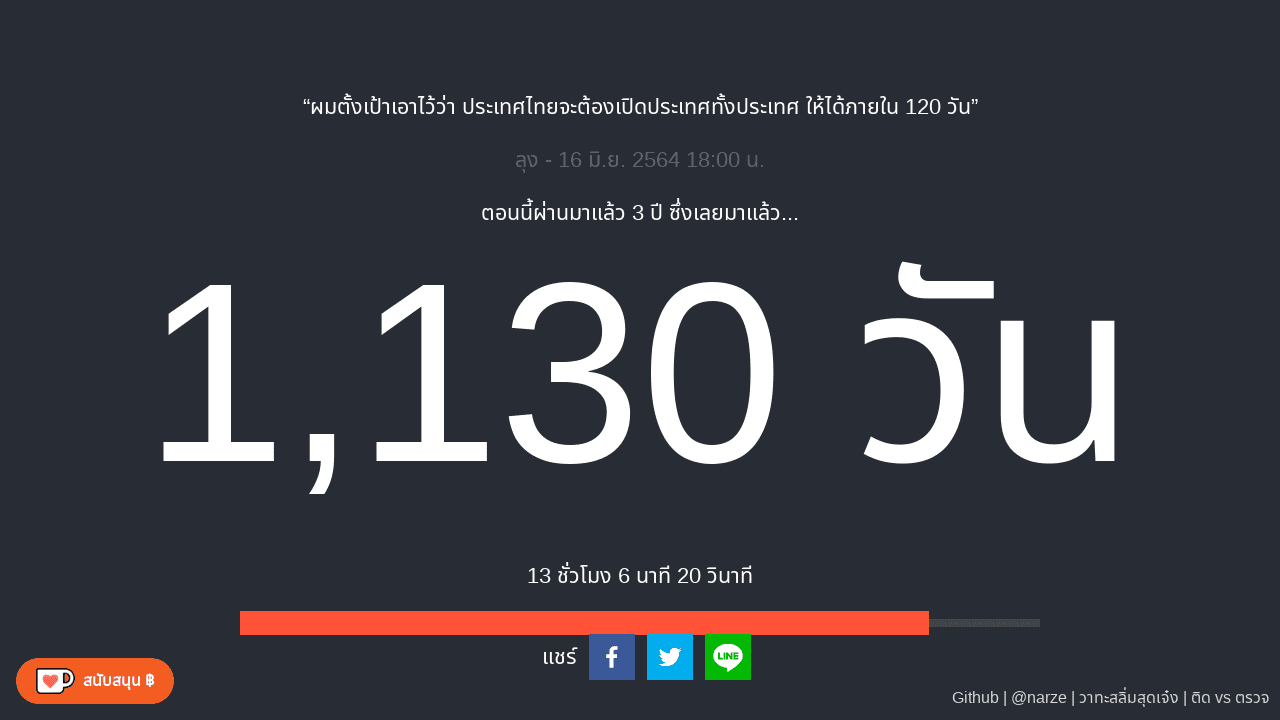 “ผมตั้งเป้าเอาไว้ว่า ประเทศไทยจะต้องเปิดประเทศทั้งประเทศ ให้ได้ภายใน 120 วัน”
ลุง - 16 มิ.ย. 2564 18:00 น.
ตอนนี้ผ่านมาแล้ว 3 ปี ซึ่งเลยมาแล้ว...
1,130 วัน
13 ชั่วโมง 6 นาที 20 วินาที
แชร์
LINE
สนับสนุน ฿
Github | @narze | วาทะสลิ่มสุดเจ๋ง | ติด vs ตรวจ